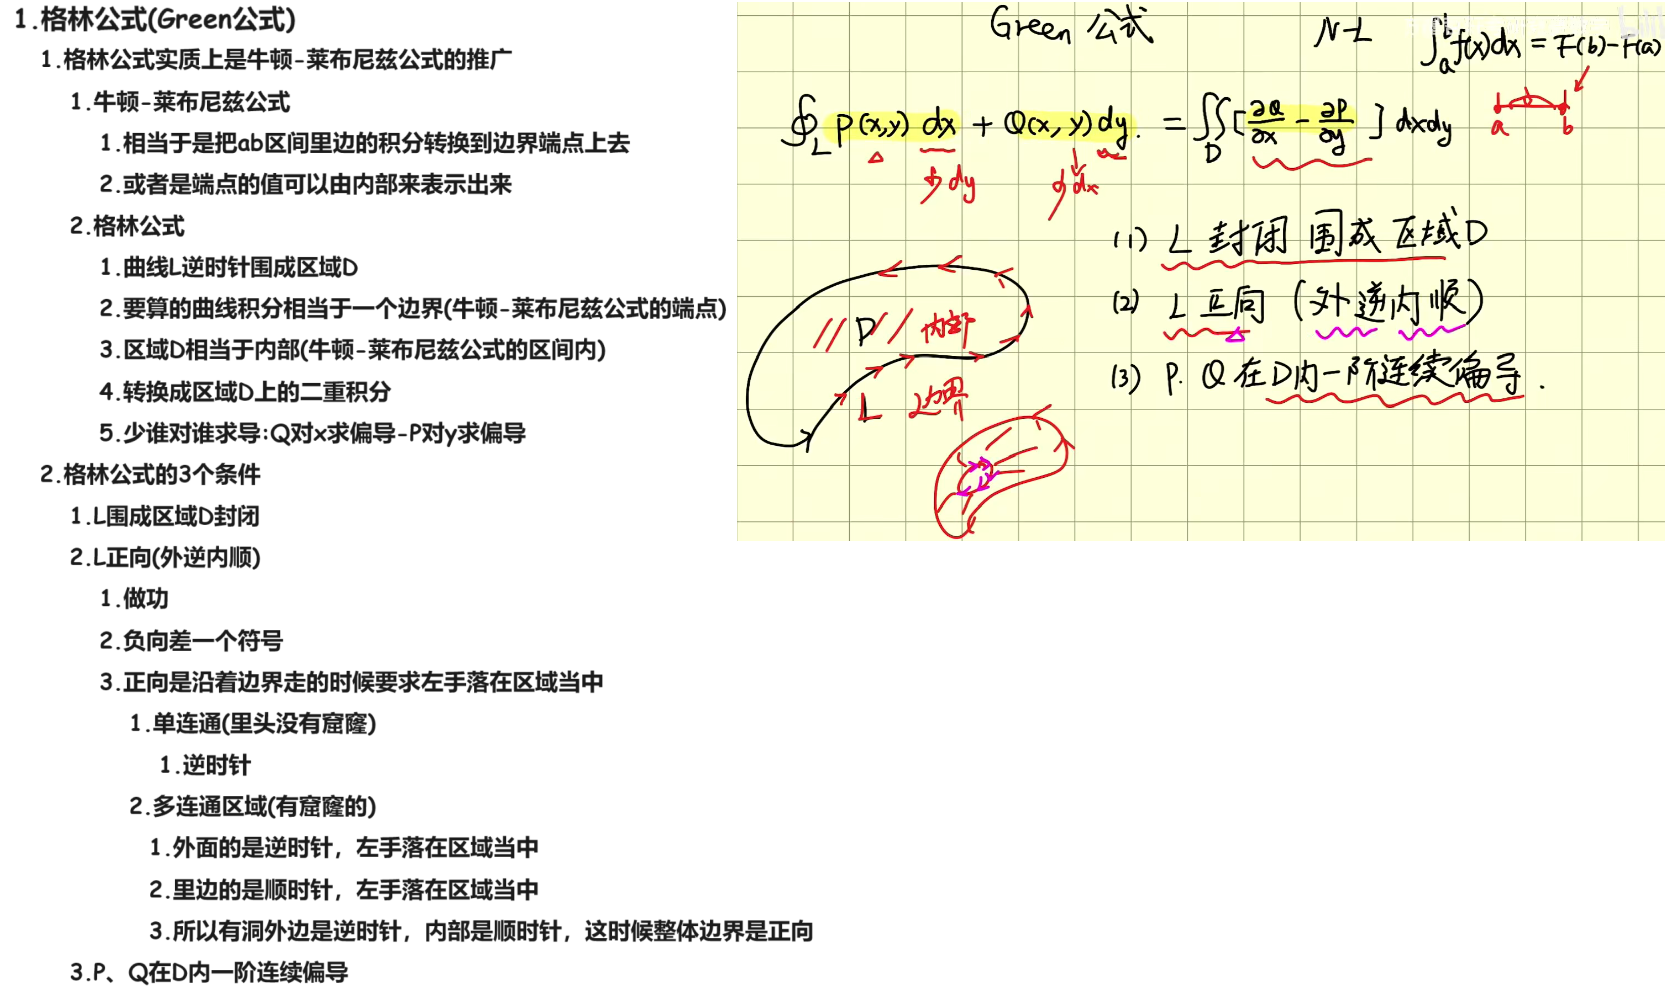 1.格林公式(Green公式)
1.格林公式实质上是牛顿-莱布尼兹公式的推广
1.牛顿-莱布尼兹公式
1.相当于是把ab区间里边的积分转换到边界端点上去
2.或者是端点的值可以由内部来表示出来
2.格林公式
1.曲线L逆时针围成区域D
2.要算的曲线积分相当于一个边界(牛顿-莱布尼兹公式的端点)
3.区域D相当于内部(牛顿-莱布尼兹公式的区间内)
4.转换成区域D上的二重积分
5.少谁对谁求导:Q对x求偏导-P对y求偏导
2.格林公式的3个条件
1.L围成区域D封闭
2.L正向(外逆内顺)
1.做功
2.负向差一个符号
3.正向是沿着边界走的时候要求左手落在区域当中
1.单连通(里头没有窟窿)
1.逆时针
2.多连通区域(有窟窿的)
1.外面的是逆时针，左手落在区域当中
2.里边的是顺时针，左手落在区域当中
3.所以有洞外边是逆时针，内部是顺时针，这时候整体边界是正向
3.P、Q在D内一阶连续偏导
Green 公式
N-L
∫_a^b f(x)dx = F(b)-F(a)
∮_L P(x,y) dx + Q(x,y) dy. = ∬_D [∂Q/∂x - ∂P/∂y] dxdy
a b
dy
dx
(1) L 封闭 围成 区域D
(2) L 正向 (外逆内顺)
(3) P. Q 在D内一阶连续偏导.
D 内部
L 边界